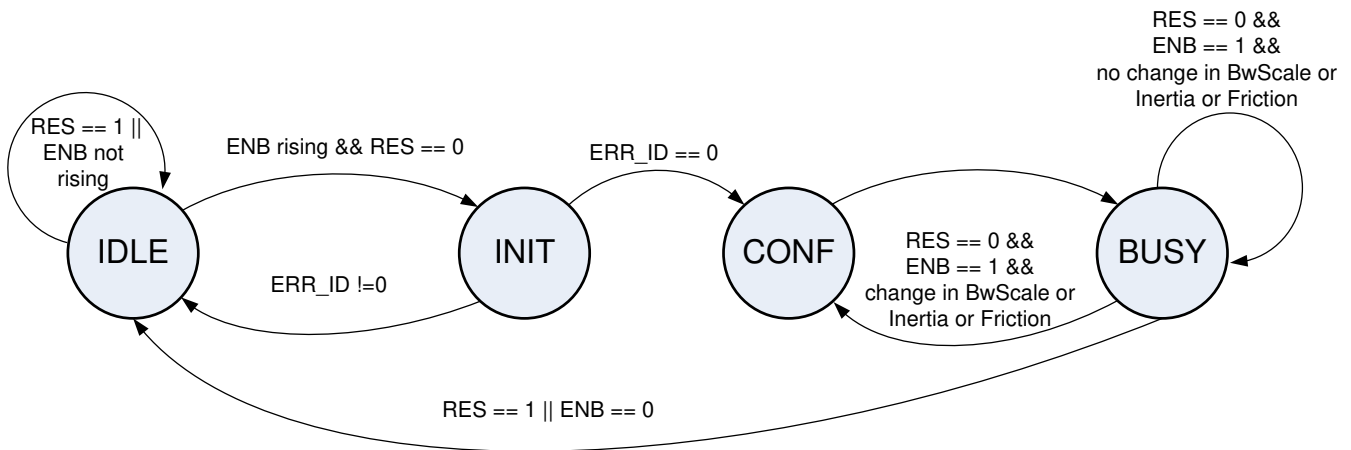 RES == 0 &&
ENB == 1 &&
no change in BwScale or
Inertia or Friction
RES == 1 ||
ENB not
rising
ENB rising && RES == 0
ERR_ID == 0
IDLE
INIT
CONF
BUSY
RES == 0 &&
ENB == 1 &&
change in BwScale or
Inertia or Friction
ERR_ID !=0
RES == 1 || ENB == 0